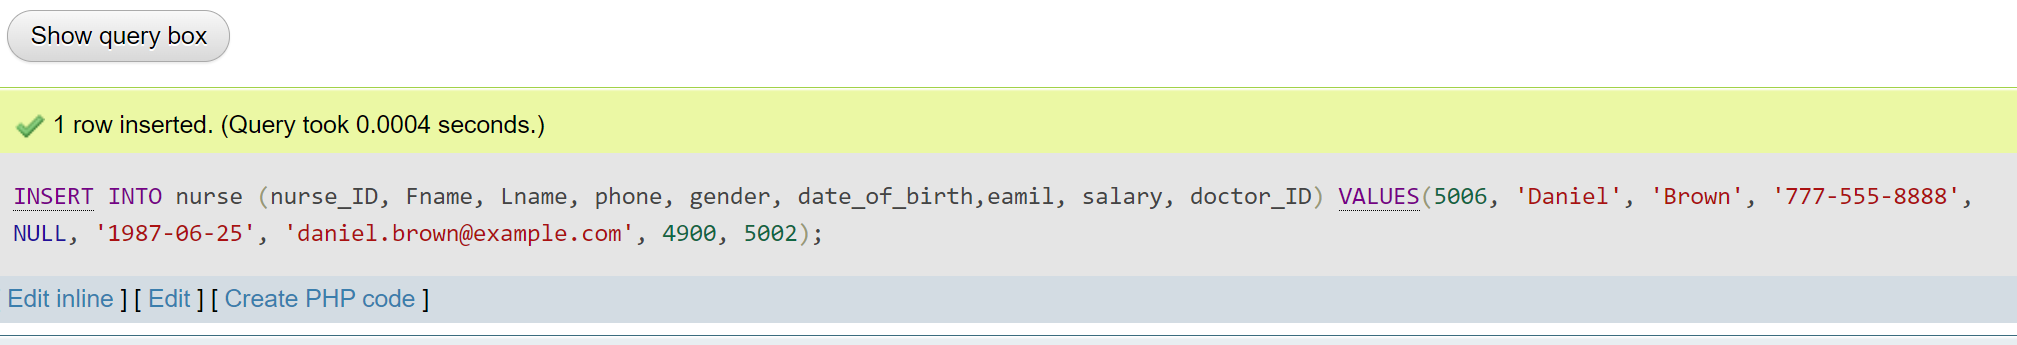 Show query box
1 row inserted. (Query took 0.0004 seconds.)
INSERT INTO nurse (nurse_ID, Fname, Lname, phone, gender, date_of_birth,eamil, salary, doctor_ID) VALUES(5006, 'Daniel', 'Brown', '777-555-8888',
NULL, '1987-06-25', 'daniel.brown@example.com', 4900, 5002);
Edit inline ] [ Edit ] [ Create PHP code ]